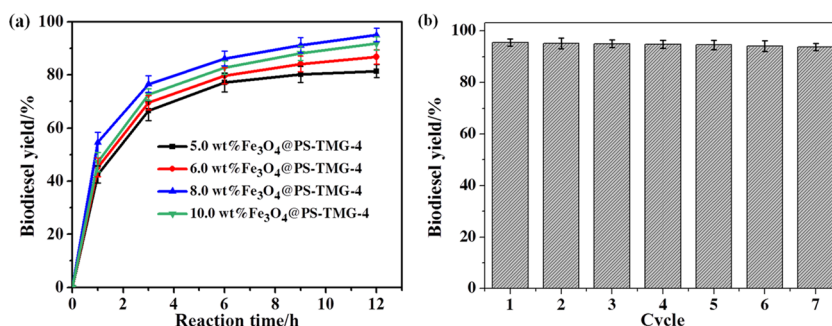 (a)
100
80
60
40
20
0
Biodiesel yield/%
5.0 wt%Fe₃O₄@PS-TMG-4
6.0 wt%Fe₃O₄@PS-TMG-4
8.0 wt%Fe₃O₄@PS-TMG-4
10.0 wt%Fe₃O₄@PS-TMG-4
0 2 4 6 8 10 12
Reaction time/h
(b)
100
80
60
40
20
0
Biodiesel yield/%
1 2 3 4 5 6 7
Cycle